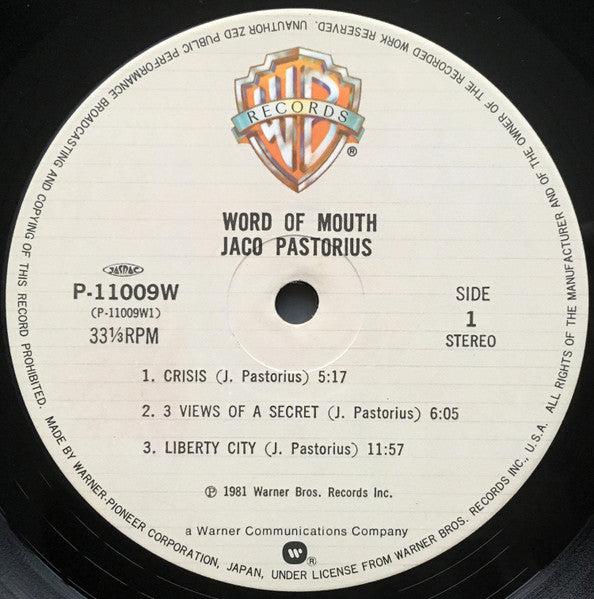 ALL RIGHTS OF THE MANUFACTURER AND OF THE OWNER OF THE RECORDED WORK RESERVED. UNAUTHORIZED PUBLIC PERFORMANCE BROADCASTING AND COPYING OF THIS RECORD PROHIBITED.
WB
RECORDS
®
WORD OF MOUTH
JACO PASTORIUS
JASRAC
P-11009W
(P-11009W1)
33⅓RPM
SIDE
1
STEREO
1. CRISIS (J. Pastorius) 5:17
2. 3 VIEWS OF A SECRET (J. Pastorius) 6:05
3. LIBERTY CITY (J. Pastorius) 11:57
℗ 1981 Warner Bros. Records Inc.
a Warner Communications Company
®
MADE BY WARNER-PIONEER CORPORATION, JAPAN, UNDER LICENSE FROM WARNER BROS. RECORDS INC., U.S.A.